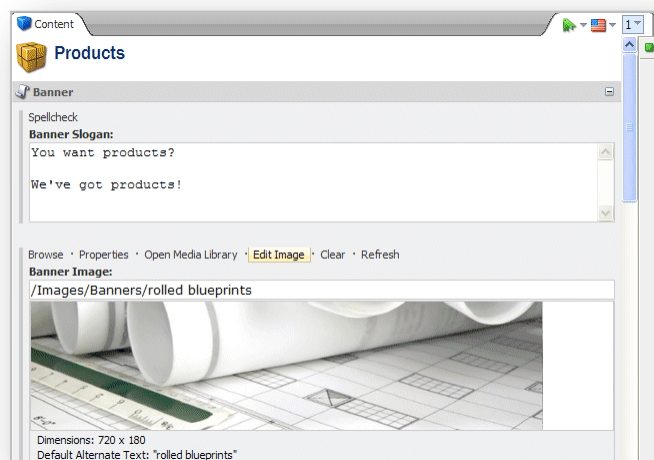 Content
1
Products
Banner
Spellcheck
Banner Slogan:
You want products?
We've got products!
Browse · Properties · Open Media Library · Edit Image · Clear · Refresh
Banner Image:
/Images/Banners/rolled blueprints
Dimensions: 720 x 180
Default Alternate Text: "rolled blueprints"